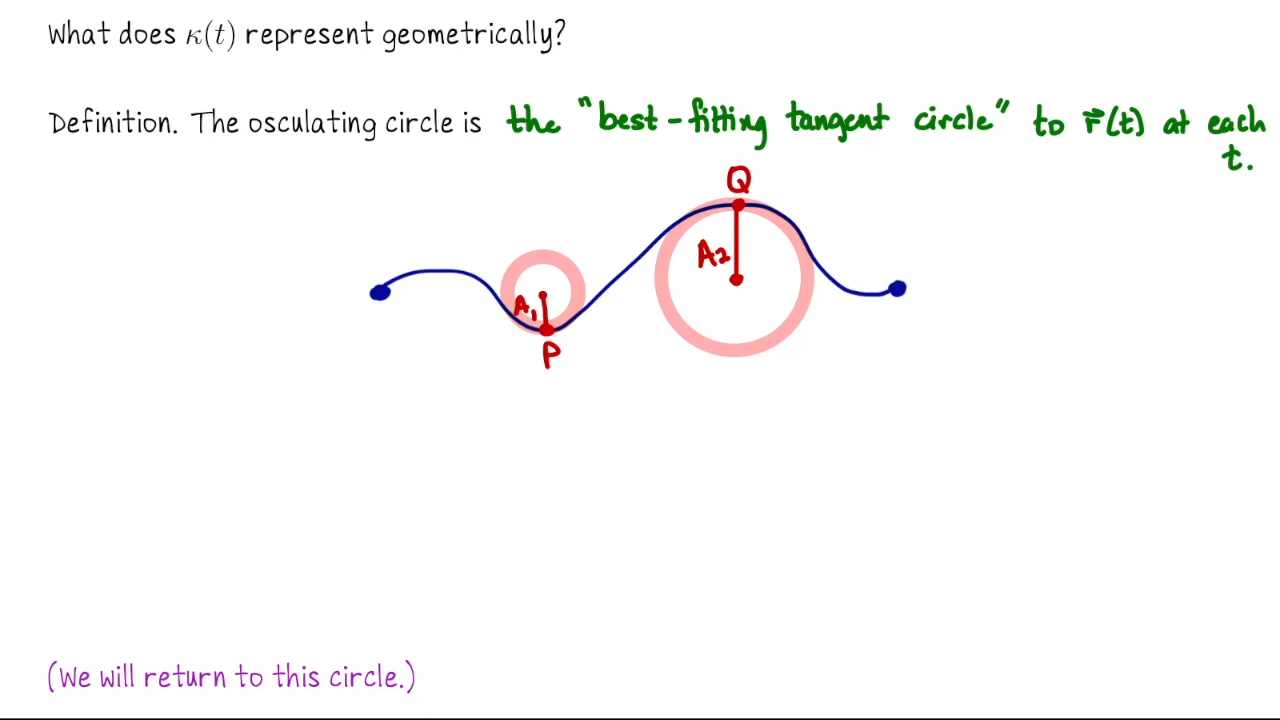 What does κ(t) represent geometrically?
Definition. The osculating circle is the "best-fitting tangent circle" to r⃗(t) at each
t.
Q
A2
A1
P
(We will return to this circle.)